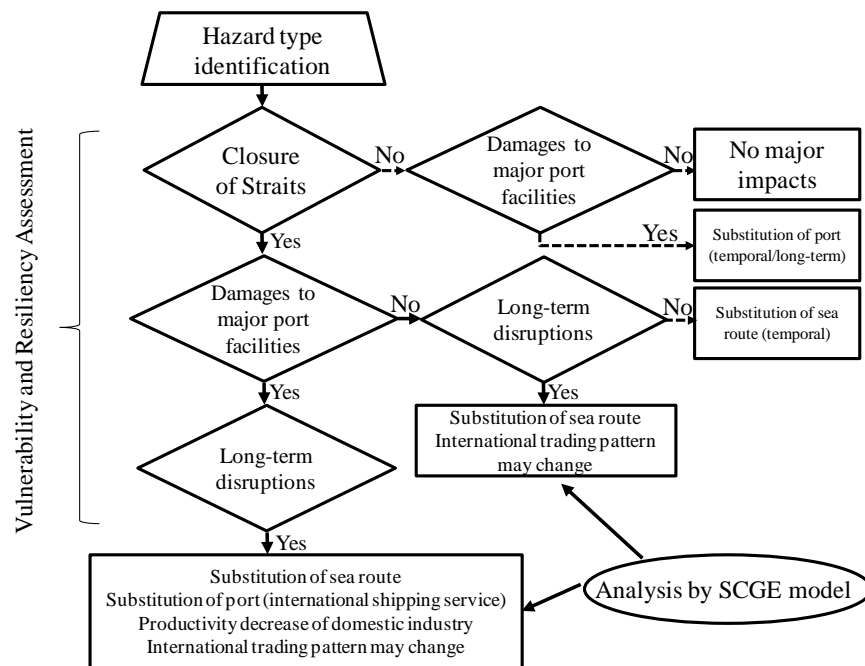 Hazard type
identification
Vulnerability and Resiliency Assessment
Closure
of Straits
No
Damages to
major port
facilities
No
No major
impacts
Yes
Yes
Substitution of port
(temporal/long-term)
Damages to
major port
facilities
No
Long-term
disruptions
No
Substitution of sea
route (temporal)
Yes
Yes
Substitution of sea route
International trading pattern
may change
Long-term
disruptions
Yes
Substitution of sea route
Substitution of port (international shipping service)
Productivity decrease of domestic industry
International trading pattern may change
Analysis by SCGE model